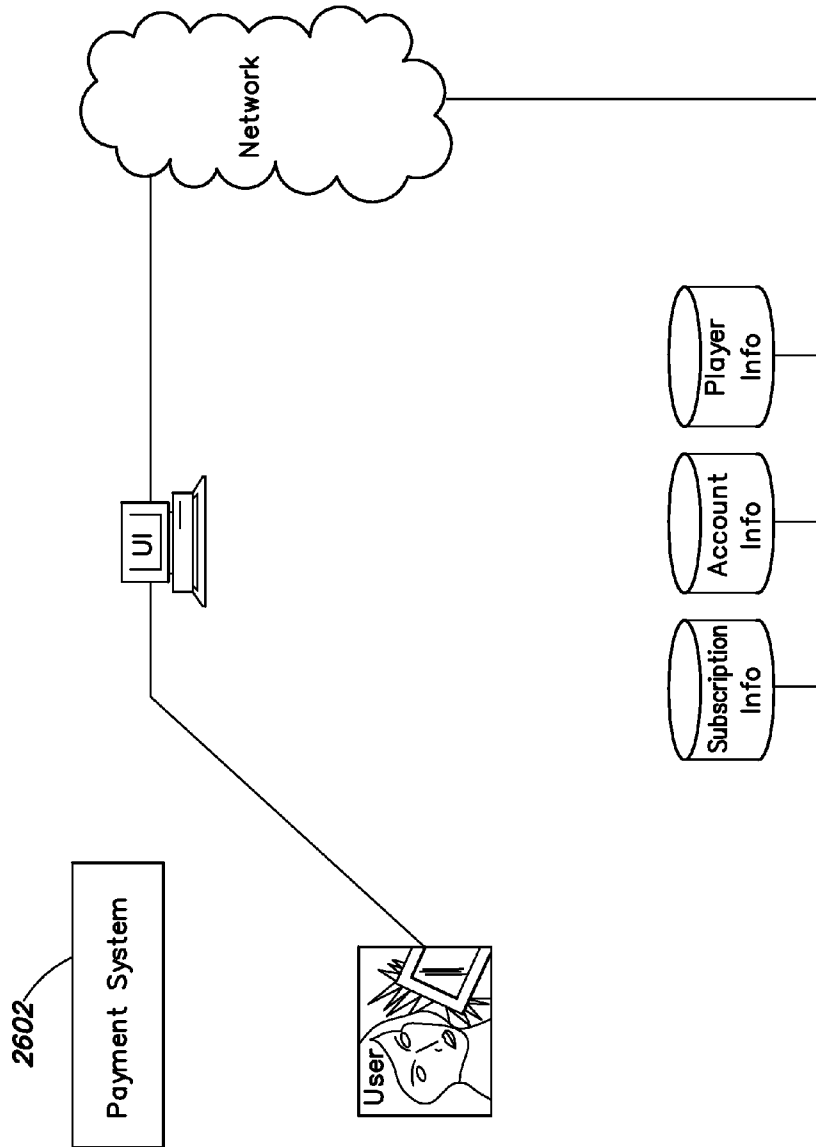 2602
Payment System
User
UI
Network
Subscription
Info
Account
Info
Player
Info